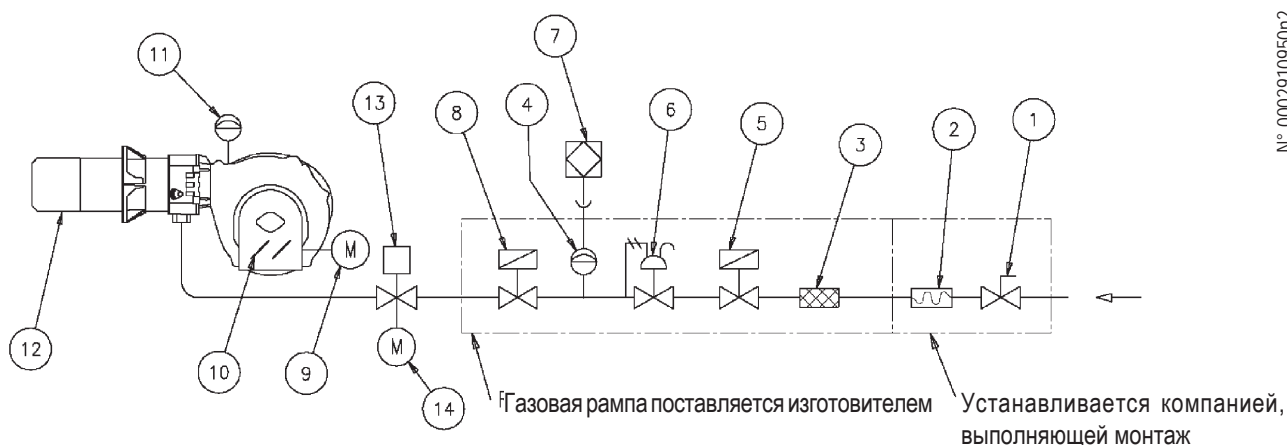 11
7
N° 0002910950n2
13
8
4
6
5
3
2
1
M
M
12
10
9
14
Газовая рампа поставляется изготовителем
Устанавливается компанией,
выполняющей монтаж